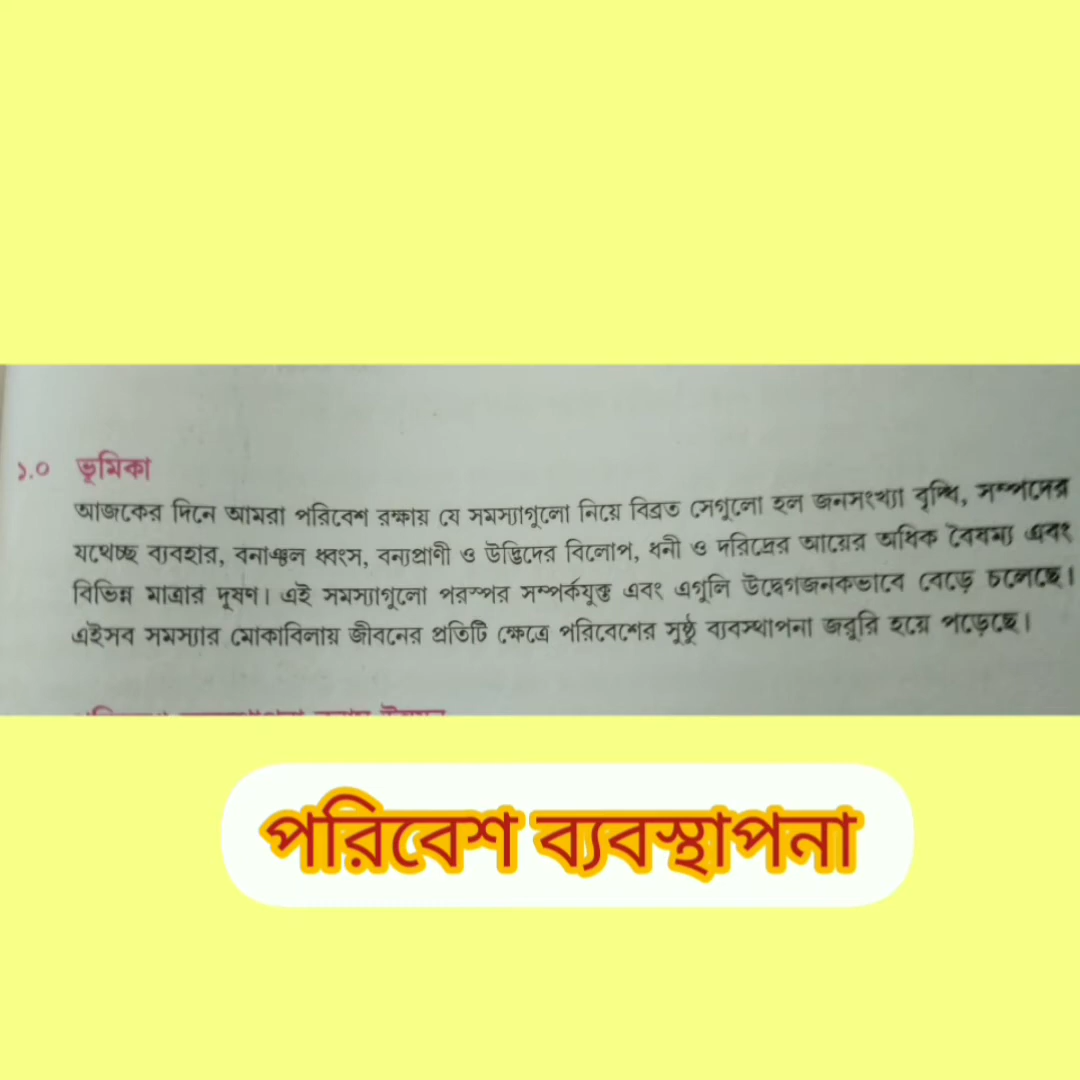 ১.০ ভূমিকা
আজকের দিনে আমরা পরিবেশ রক্ষায় যে সমস্যাগুলো নিয়ে বিব্রত সেগুলো হল জনসংখ্যা বৃদ্ধি, সম্পদের
যথেচ্ছ ব্যবহার, বনাঞ্চল ধ্বংস, বন্যপ্রাণী ও উদ্ভিদের বিলোপ, ধনী ও দরিদ্রের আয়ের অধিক বৈষম্য এবং
বিভিন্ন মাত্রার দূষণ। এই সমস্যাগুলো পরস্পর সম্পর্কযুক্ত এবং এগুলি উদ্বেগজনকভাবে বেড়ে চলেছে।
এইসব সমস্যার মোকাবিলায় জীবনের প্রতিটি ক্ষেত্রে পরিবেশের সুষ্ঠু ব্যবস্থাপনা জরুরি হয়ে পড়েছে।
পরিবেশ ব্যবস্থাপনা